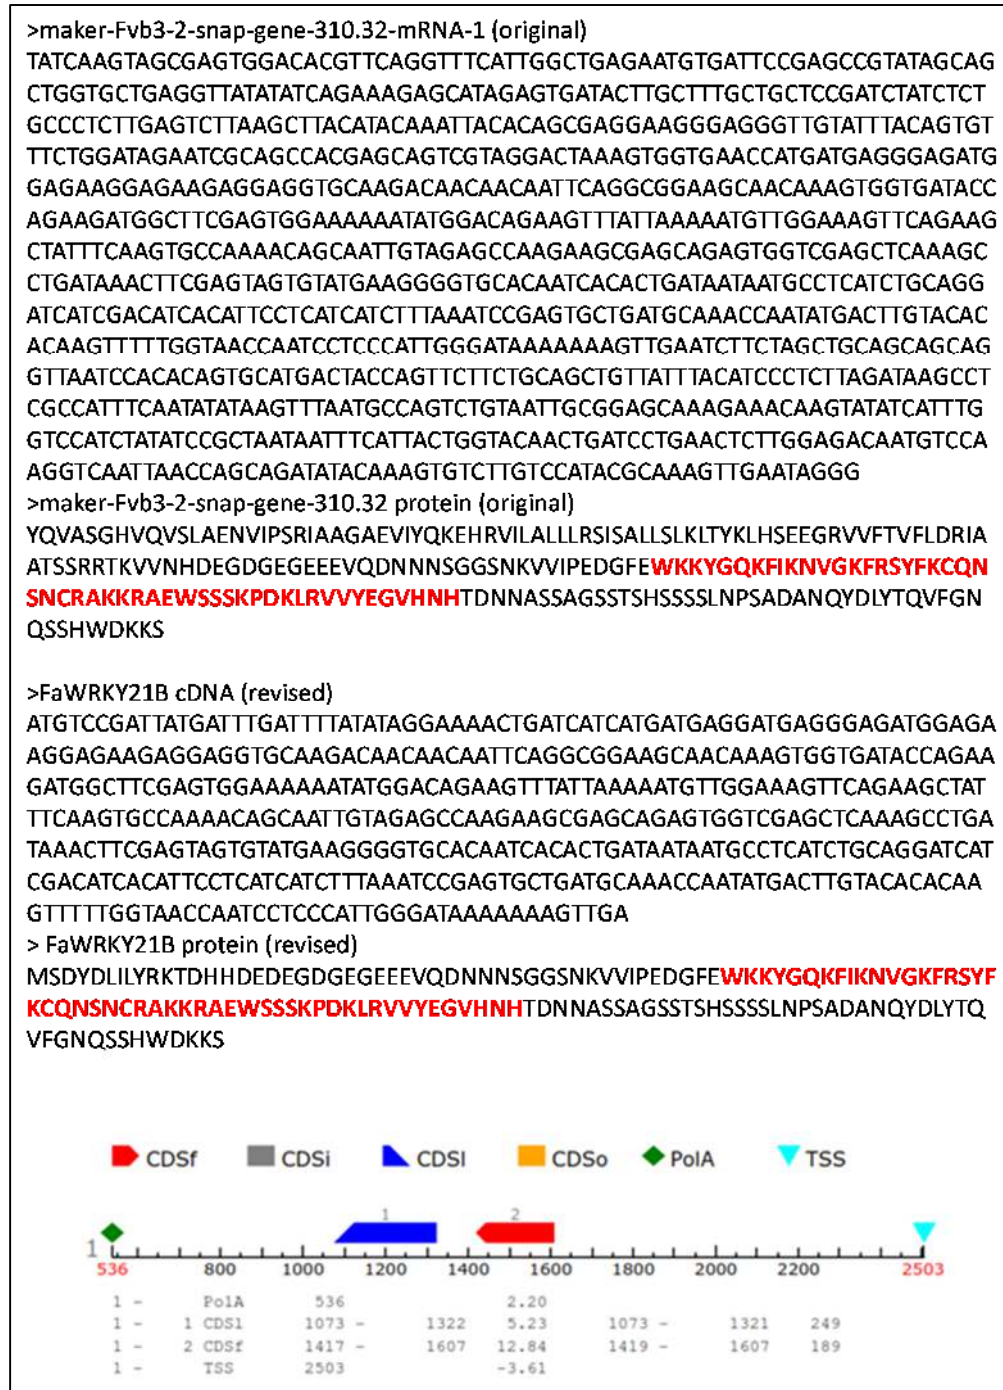 >maker-Fvb3-2-snap-gene-310.32-mRNA-1 (original)
TATCAAGTAGCGAGTGGACACGTTCAGGTTTCATTGGCTGAGAATGTGATTCCGAGCCGTATAGCAG
CTGGTGCTGAGGTTATATATCAGAAAGAGCATAGAGTGATACTTGCTTTGCTGCTCCGATCTATCTCT
GCCCTCTTGAGTCTTAAGCTTACATACAAATTACACAGCGAGGAAGGGAGGGTTGTATTTACAGTGT
TTCTGGATAGAATCGCAGCCACGAGCAGTCGTAGGACTAAAGTGGTGAACCATGATGAGGGAGATG
GAGAAGGAGAAGAGGAGGTGCAAGACAACAACAATTCAGGCGGAAGCAACAAAGTGGTGATACC
AGAAGATGGCTTCGAGTGGAAAAAATATGGACAGAAGTTTATTAAAAATGTTGGAAAGTTCAGAAG
CTATTTCAAGTGCCAAAACAGCAATTGTAGAGCCAAGAAGCGAGCAGAGTGGTCGAGCTCAAAGC
CTGATAAACTTCGAGTAGTGTATGAAGGGGTGCACAATCACACTGATAATAATGCCTCATCTGCAGG
ATCATCGACATCACATTCCTCATCATCTTTAAATCCGAGTGCTGATGCAAACCAATATGACTTGTACAC
ACAAGTTTTTGGTAACCAATCCTCCCATTGGGATAAAAAAAGTTGAATCTTCTAGCTGCAGCAGCAG
GTTAATCCACACAGTGCATGACTACCAGTTCTTCTGCAGCTGTTATTTACATCCCTCTTAGATAAGCCT
CGCCATTTCAATATATAAGTTTAATGCCAGTCTGTAATTGCGGAGCAAAGAAACAAGTATATCATTTG
GTCCATCTATATCCGCTAATAATTTCATTACTGGTACAACTGATCCTGAACTCTTGGAGACAATGTCCA
AGGTCAATTAACCAGCAGATATACAAAGTGTCTTGTCCATACGCAAAGTTGAATAGGG
>maker-Fvb3-2-snap-gene-310.32 protein (original)
YQVASGHVQVSLAENVIPSRIAAGAEVIYQKEHRVILALLLRSISALLSLKLTYKLHSEEGRVVFTVFLDRIA
ATSSRRTKVVNHDEGDGEGEEEVQDNNNSGGSNKVVIPEDGFEWKKYGQKFIKNVGKFRSYFKCQN
SNCRAKKRAEWSSSKPDKLRVVYEGVHNHTDNNASSAGSSTSHSSSSLNPSADANQYDLYTQVFGN
QSSHWDKKS
>FaWRKY21B cDNA (revised)
ATGTCCGATTATGATTTGATTTTATATAGGAAAACTGATCATCATGATGAGGATGAGGGAGATGGAGA
AGGAGAAGAGGAGGTGCAAGACAACAACAATTCAGGCGGAAGCAACAAAGTGGTGATACCAGAA
GATGGCTTCGAGTGGAAAAAATATGGACAGAAGTTTATTAAAAATGTTGGAAAGTTCAGAAGCTAT
TTCAAGTGCCAAAACAGCAATTGTAGAGCCAAGAAGCGAGCAGAGTGGTCGAGCTCAAAGCCTGA
TAAACTTCGAGTAGTGTATGAAGGGGTGCACAATCACACTGATAATAATGCCTCATCTGCAGGATCAT
CGACATCACATTCCTCATCATCTTTAAATCCGAGTGCTGATGCAAACCAATATGACTTGTACACACAA
GTTTTTGGTAACCAATCCTCCCATTGGGATAAAAAAAGTTGA
> FaWRKY21B protein (revised)
MSDYDLILYRKTDHHDEDEGDGEGEEEVQDNNNSGGSNKVVIPEDGFEWKKYGQKFIKNVGKFRSYF
KCQNSNCRAKKRAEWSSSKPDKLRVVYEGVHNHTDNNASSAGSSTSHSSSSLNPSADANQYDLYTQ
VFGNQSSHWDKKS
CDSf CDSi CDSl CDSo PolA TSS
1 2
1
536 800 1000 1200 1400 1600 1800 2000 2200 2503
1 - PolA 536 2.20
1 - 1 CDSl 1073 - 1322 5.23 1073 - 1321 249
1 - 2 CDSf 1417 - 1607 12.84 1419 - 1607 189
1 - TSS 2503 -3.61